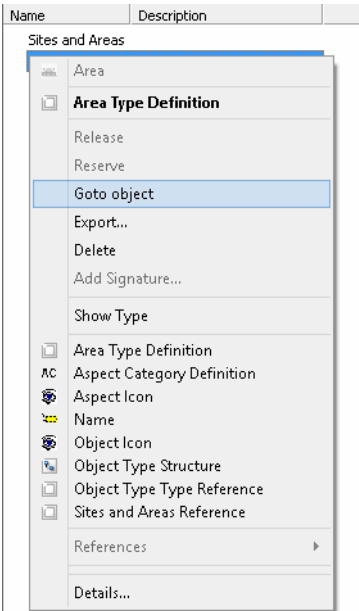 Name Description
Sites and Areas
Area
Area Type Definition
Release
Reserve
Goto object
Export...
Delete
Add Signature...
Show Type
Area Type Definition
AC Aspect Category Definition
Aspect Icon
Name
Object Icon
Object Type Structure
Object Type Type Reference
Sites and Areas Reference
References
Details...